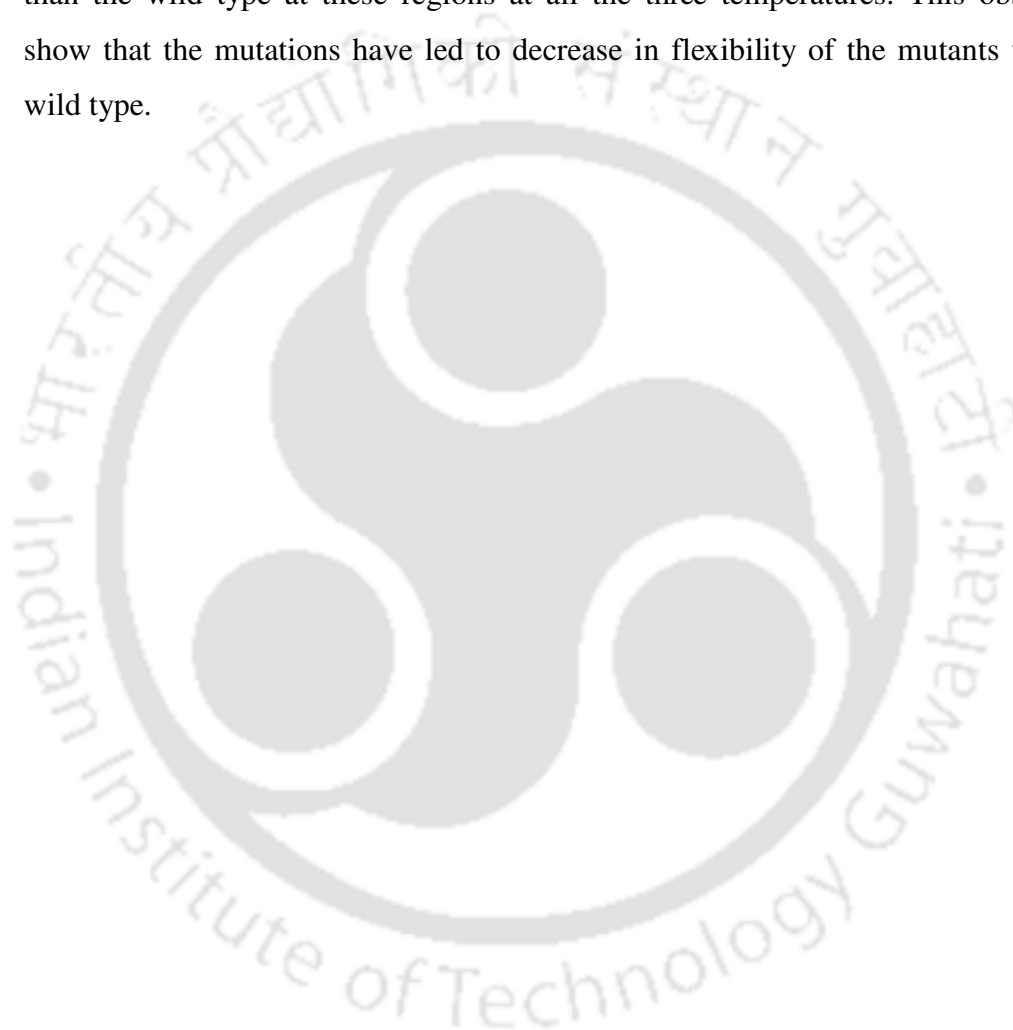 than the wild type at these regions at all the three temperatures. This
show that the mutations have led to decrease in flexibility of the mutants
wild type.
भारतीय प्रौद्योगिकी संस्थान गुवाहाटी
Indian Institute of Technology Guwahati